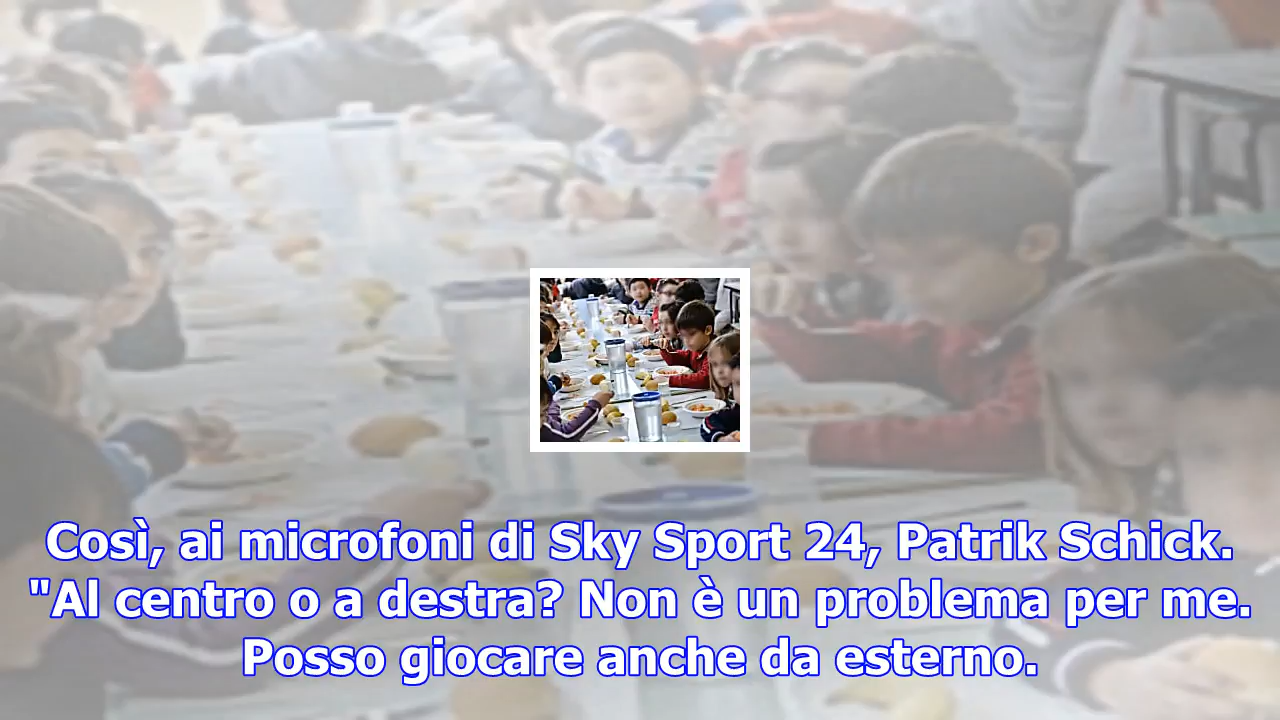 Così, ai microfoni di Sky Sport 24, Patrik Schick.
"Al centro o a destra? Non è un problema per me.
Posso giocare anche da esterno.